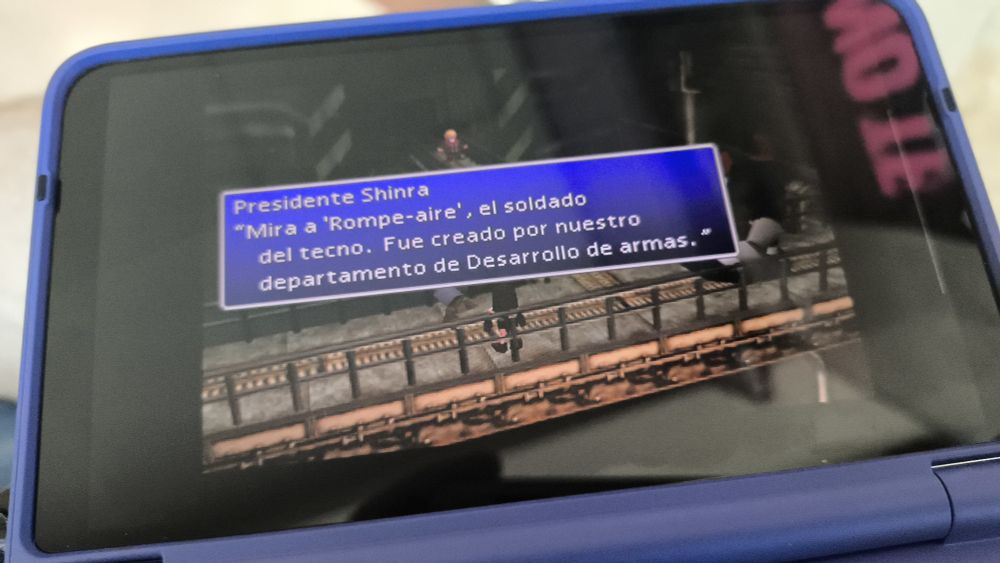 Presidente Shinra
“Mira a 'Rompe-aire', el soldado
del tecno. Fue creado por nuestro
departamento de Desarrollo de armas.”